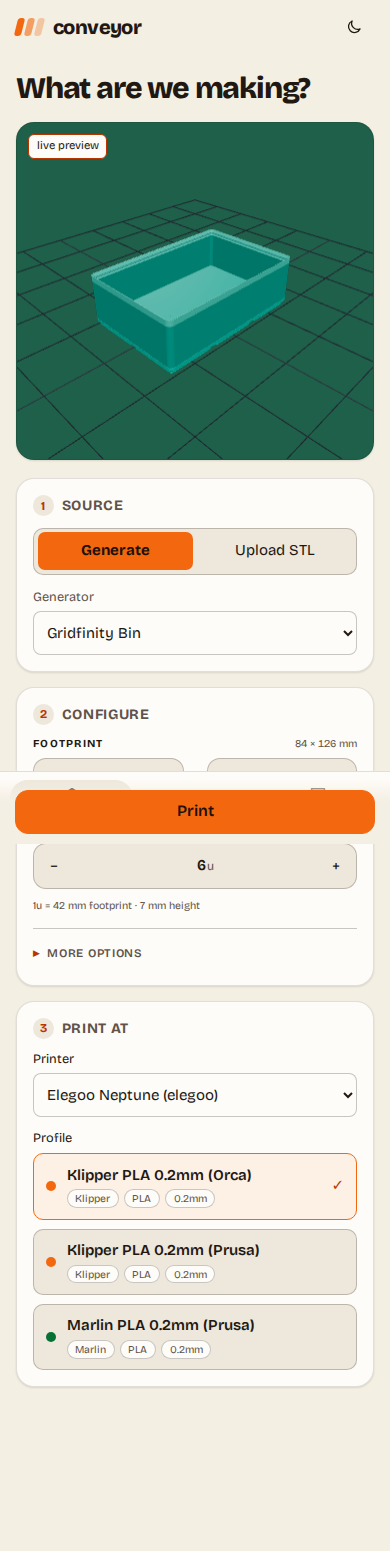 conveyor
What are we making?
live preview
1 SOURCE
Generate Upload STL
Generator
Gridfinity Bin
2 CONFIGURE
FOOTPRINT 84 × 126 mm
Print
− 6u +
1u = 42 mm footprint · 7 mm height
▶ MORE OPTIONS
3 PRINT AT
Printer
Elegoo Neptune (elegoo)
Profile
Klipper PLA 0.2mm (Orca) ✓
Klipper PLA 0.2mm
Klipper PLA 0.2mm (Prusa)
Klipper PLA 0.2mm
Marlin PLA 0.2mm (Prusa)
Marlin PLA 0.2mm